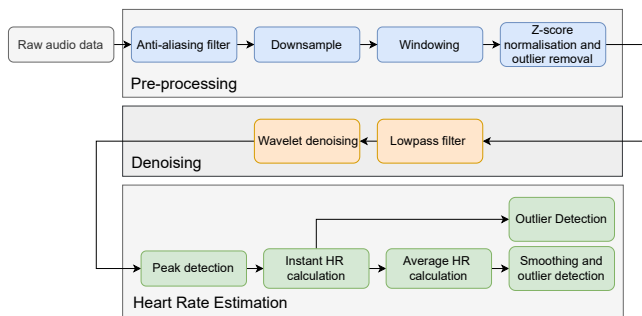 Raw audio data
Anti-aliasing filter
Downsample
Windowing
Z-score
normalisation and
outlier removal
Pre-processing
Wavelet denoising
Lowpass filter
Denoising
Outlier Detection
Peak detection
Instant HR
calculation
Average HR
calculation
Smoothing and
outlier detection
Heart Rate Estimation